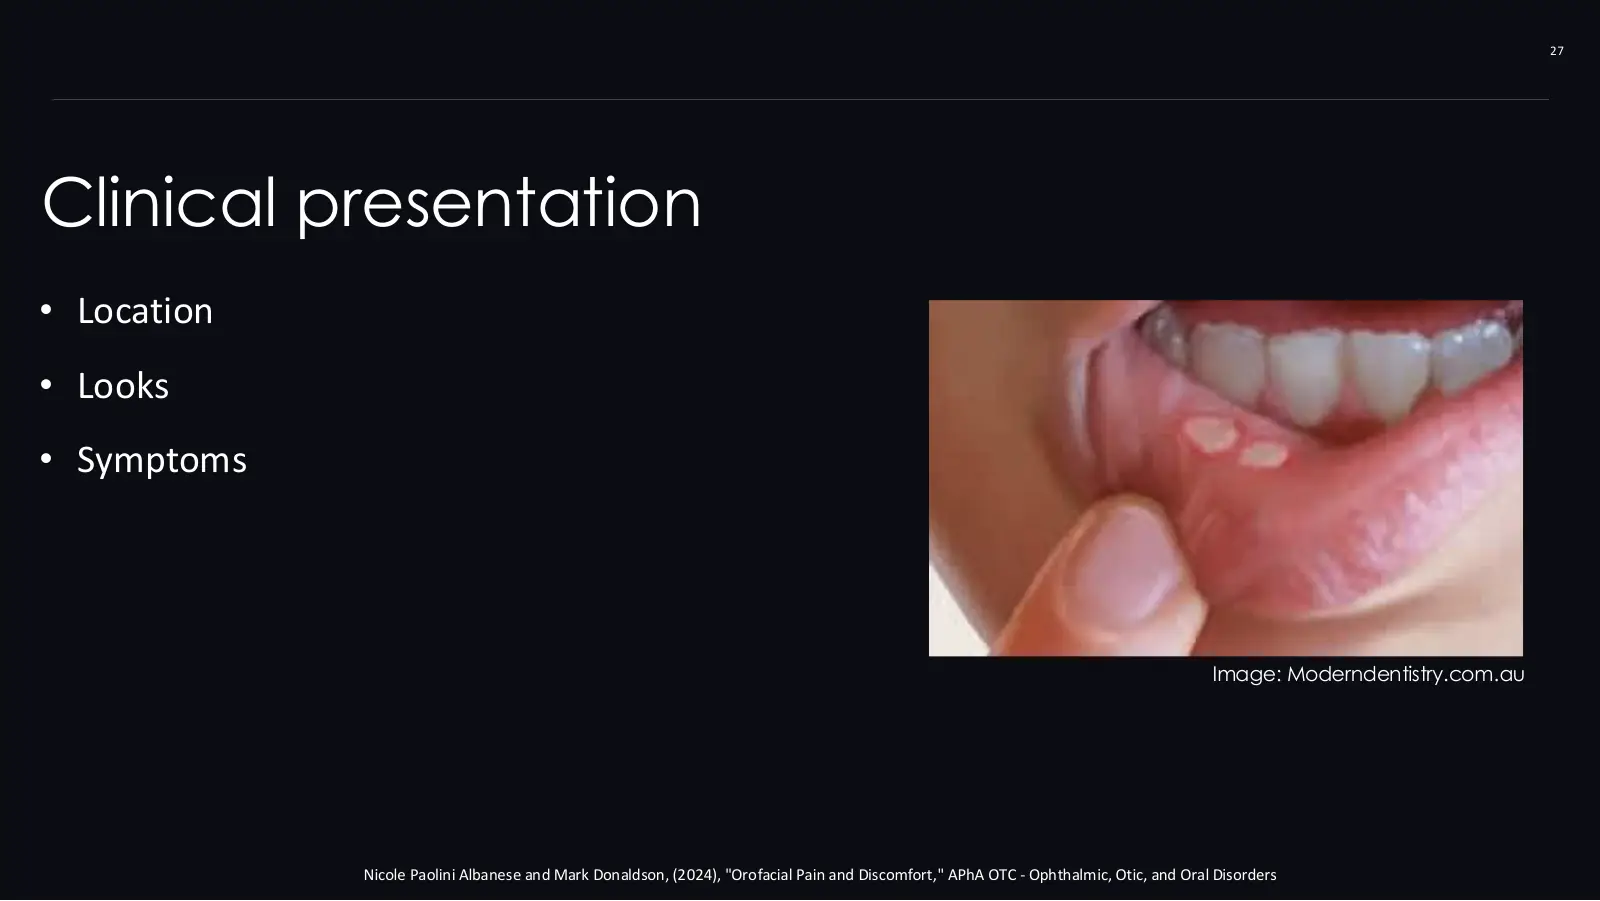 27
Clinical presentation
• Location
• Looks
• Symptoms
Image: Moderndentistry.com.au
Nicole Paolini Albanese and Mark Donaldson, (2024), "Orofacial Pain and Discomfort," APhA OTC - Ophthalmic, Otic, and Oral Disorders